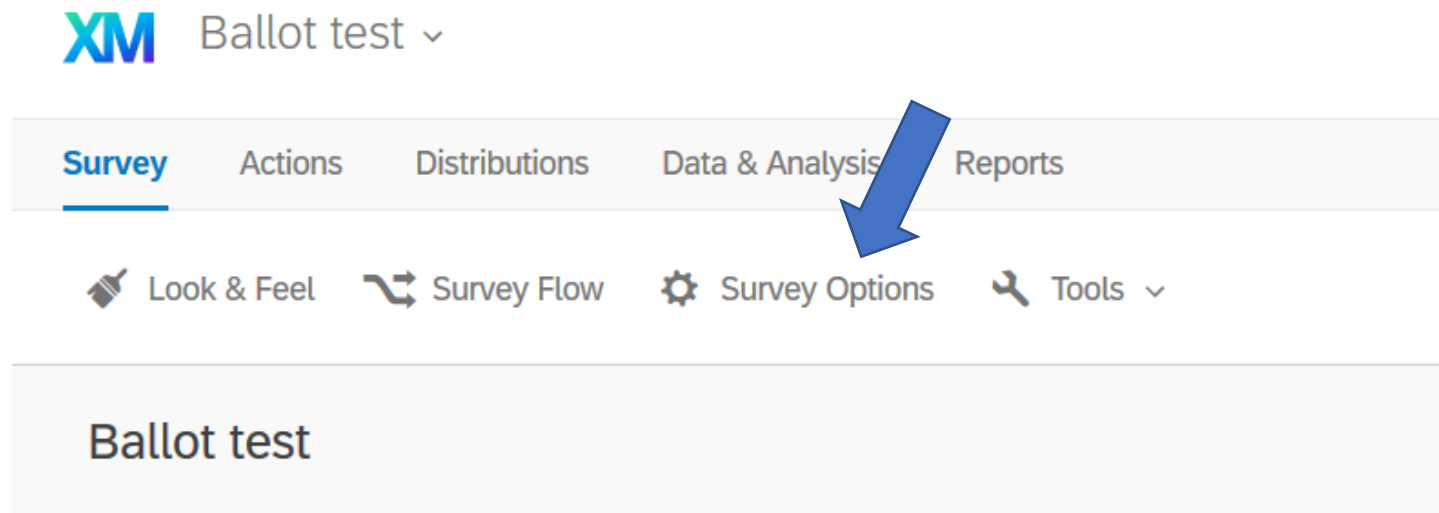 XM Ballot test
Survey Actions Distributions Data & Analysis Reports
Look & Feel Survey Flow Survey Options Tools
Ballot test